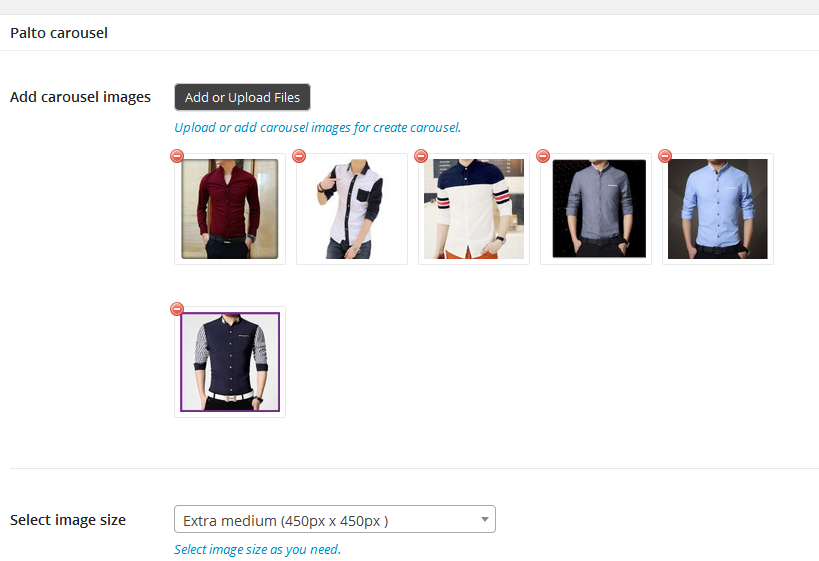 Palto carousel
Add carousel images
Add or Upload Files
Upload or add carousel images for create carousel.
Select image size
Extra medium (450px x 450px )
Select image size as you need.